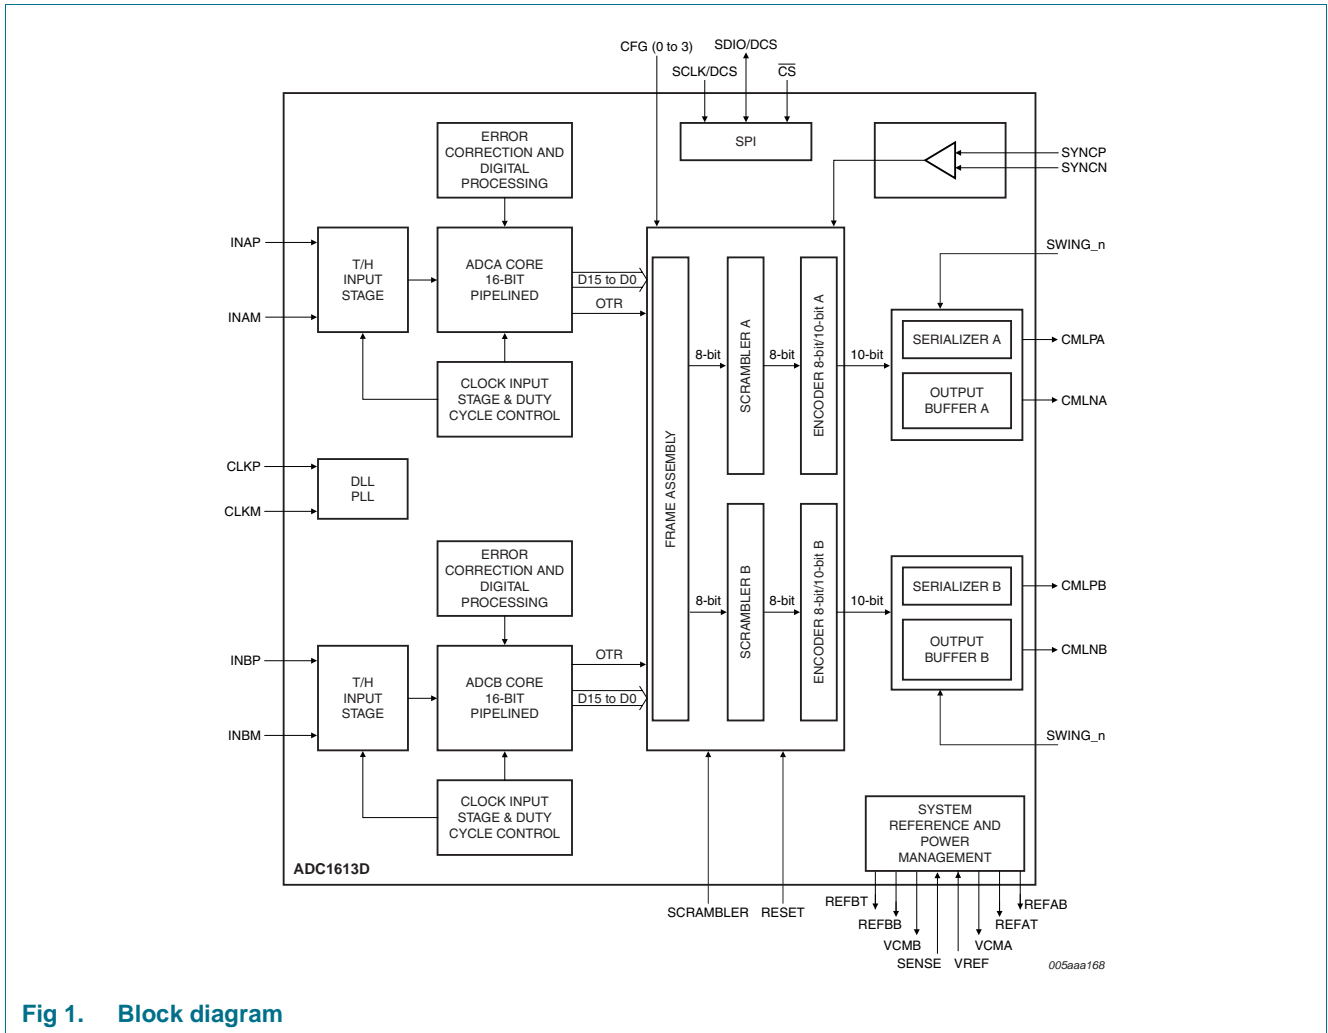 CFG (0 to 3)
SDIO/DCS
SCLK/DCS
CS
ERROR
CORRECTION AND
DIGITAL
PROCESSING
SPI
SYNCP
SYNCN
INAP
INAM
T/H
INPUT
STAGE
ADCA CORE
16-BIT
PIPELINED
D15 to D0
OTR
SWING_n
CLOCK INPUT
STAGE & DUTY
CYCLE CONTROL
FRAME ASSEMBLY
8-bit
SCRAMBLER A
8-bit
ENCODER 8-bit/10-bit A
10-bit
SERIALIZER A
OUTPUT
BUFFER A
CMLPA
CMLNA
CLKP
CLKM
DLL
PLL
ERROR
CORRECTION AND
DIGITAL
PROCESSING
8-bit
SCRAMBLER B
8-bit
ENCODER 8-bit/10-bit B
10-bit
SERIALIZER B
OUTPUT
BUFFER B
CMLPB
CMLNB
INBP
INBM
T/H
INPUT
STAGE
ADCB CORE
16-BIT
PIPELINED
OTR
D15 to D0
SWING_n
CLOCK INPUT
STAGE & DUTY
CYCLE CONTROL
SYSTEM
REFERENCE AND
POWER
MANAGEMENT
ADC1613D
SCRAMBLER
RESET
REFBT
REFAB
REFBB
REFAT
VCMB
VCMA
SENSE
VREF
005aaa168
Fig 1. Block diagram